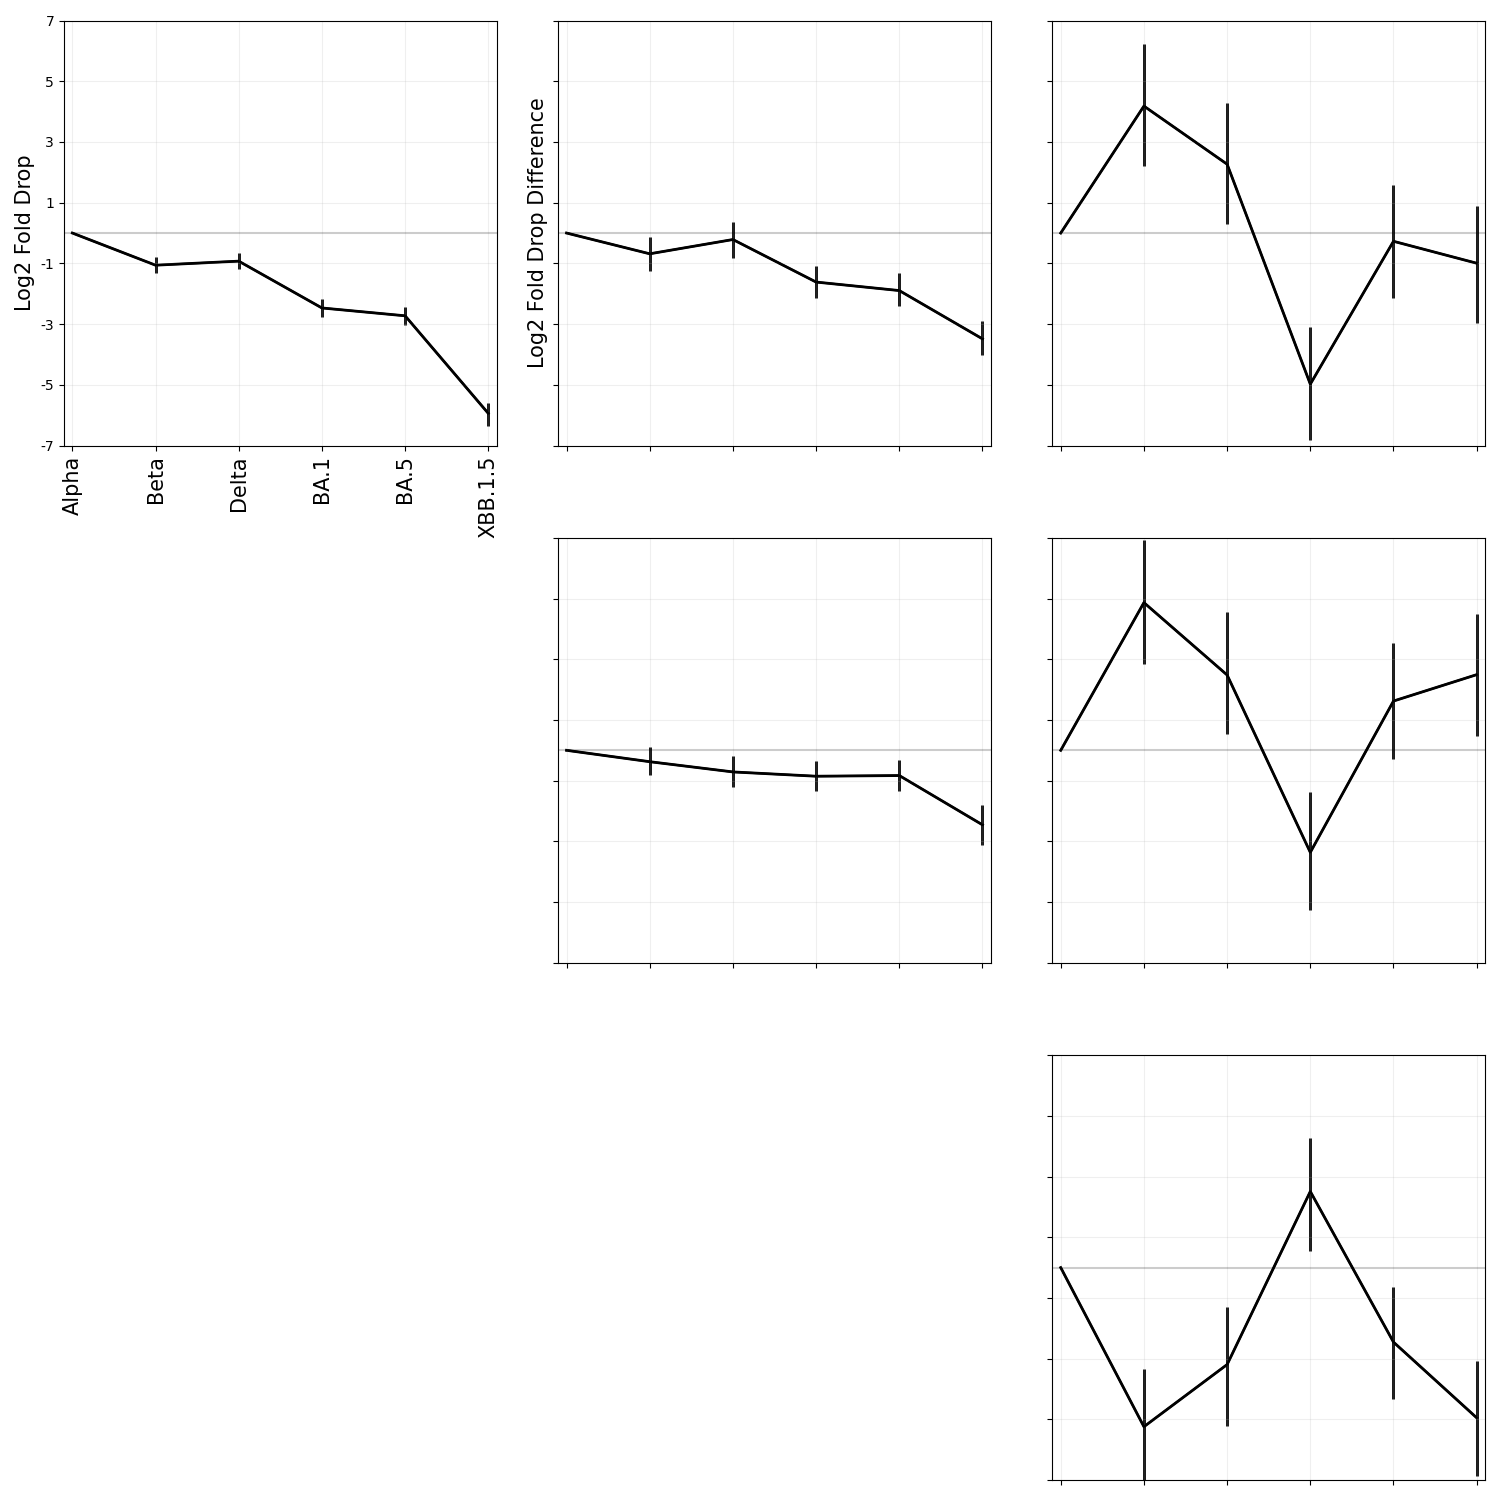 Log2 Fold Drop
7
5
3
1
-1
-3
-5
-7
Alpha
Beta
Delta
BA.1
BA.5
XBB.1.5
Log2 Fold Drop Difference